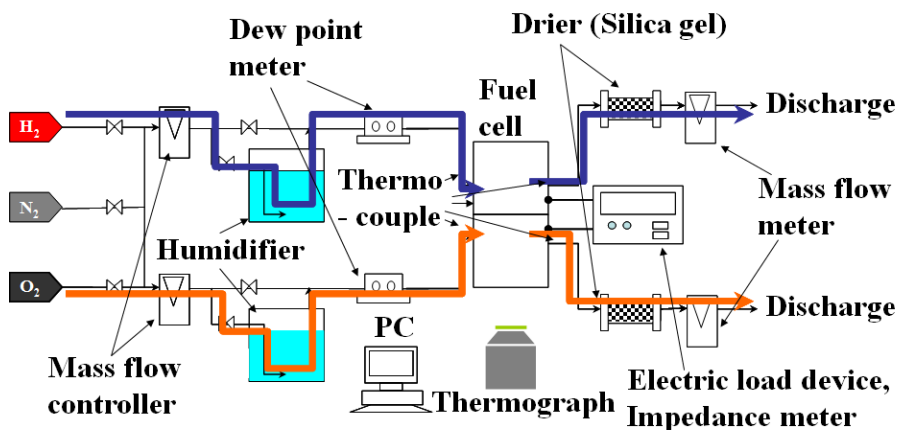 Dew point
meter
Drier (Silica gel)
Fuel
cell
H2
Discharge
Thermo
- couple
Mass flow
meter
N2
Humidifier
O2
Discharge
PC
Mass flow
controller
Thermograph
Electric load device,
Impedance meter